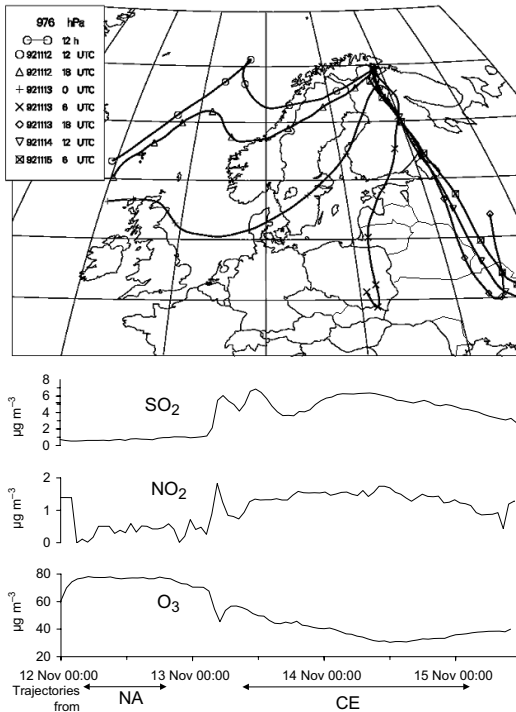 976 hPa
12 h
921112 12 UTC
921112 18 UTC
921113 0 UTC
921113 6 UTC
921113 18 UTC
921114 12 UTC
921115 6 UTC
µg m⁻³
8
6
4
2
0
SO₂
µg m⁻³
2
1
0
NO₂
µg m⁻³
80
60
40
20
O₃
12 Nov 00:00 13 Nov 00:00 14 Nov 00:00 15 Nov 00:00
Trajectories
from
NA CE